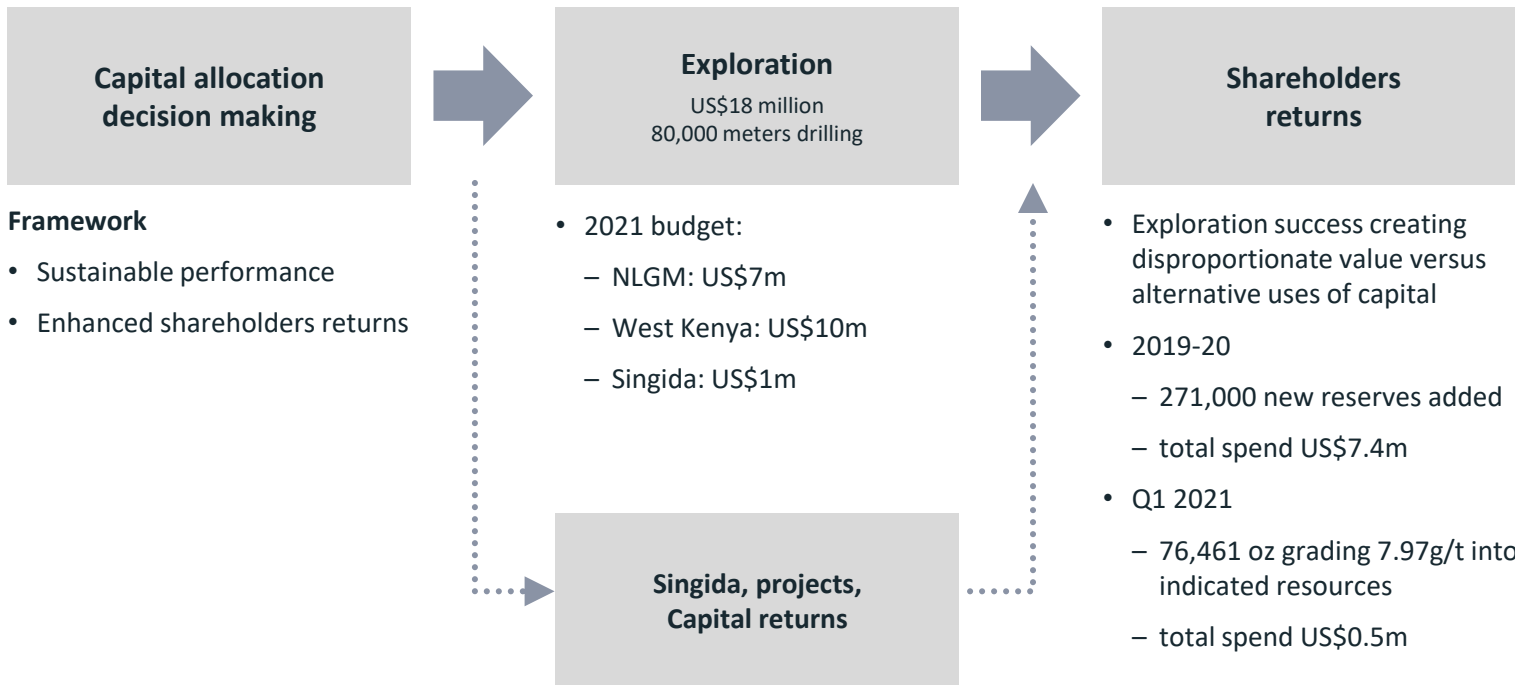 Capital allocation
decision making
Framework
• Sustainable performance
• Enhanced shareholders returns
Exploration
US$18 million
80,000 meters drilling
• 2021 budget:
– NLGM: US$7m
– West Kenya: US$10m
– Singida: US$1m
Singida, projects,
Capital returns
Shareholders
returns
• Exploration success creating
disproportionate value versus
alternative uses of capital
• 2019-20
– 271,000 new reserves added
– total spend US$7.4m
• Q1 2021
– 76,461 oz grading 7.97g/t into
indicated resources
– total spend US$0.5m